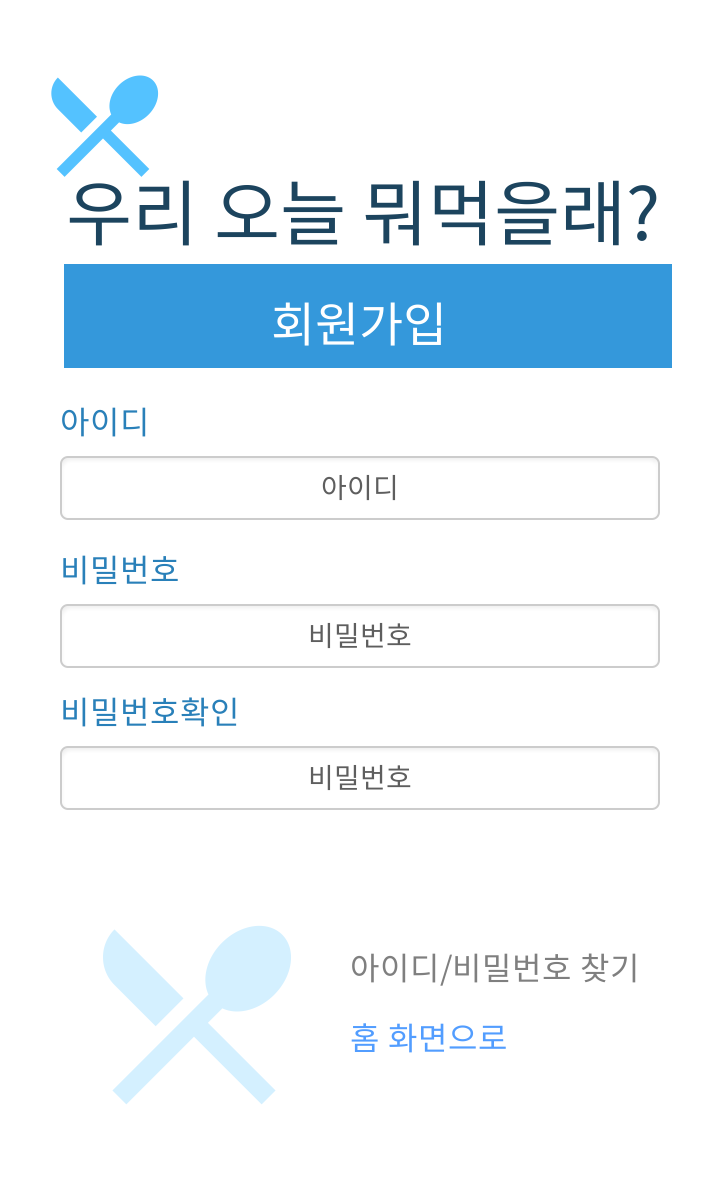 우리 오늘 뭐먹을래?
회원가입
아이디
아이디
비밀번호
비밀번호
비밀번호확인
비밀번호
아이디/비밀번호 찾기
홈 화면으로